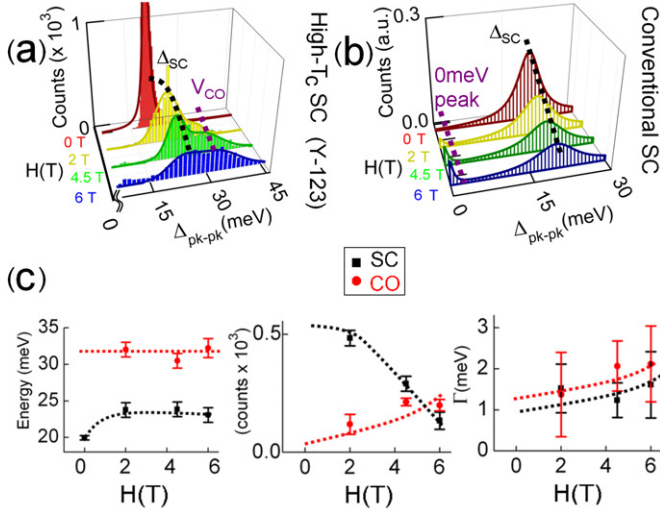 (a)
Counts (x 10³)
1
0
Δ_SC
V_CO
0 T
2 T
4.5 T
6 T
H(T)
0
15
30
45
Δ_pk-pk(meV)
High-T_C SC (Y-123)
(b)
Counts (a.u.)
0.3
0.0
Δ_SC
0meV
peak
0 T
2 T
4.5 T
6 T
H(T)
0
15
30
Δ_pk-pk(meV)
Conventional SC
(c)
SC
CO
Energy (meV)
35
30
25
20
0 2 4 6
H(T)
(counts x 10³)
0.5
0.0
0 2 4 6
H(T)
Γ(meV)
3
2
1
0
0 2 4 6
H(T)